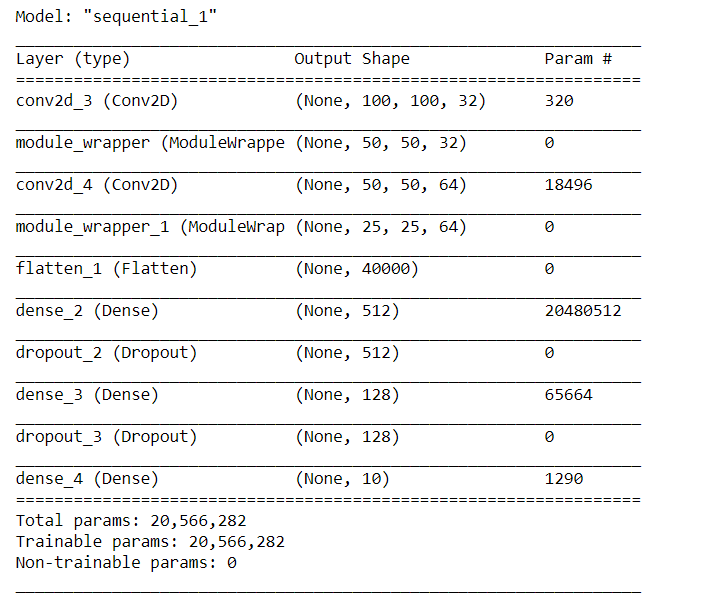 Model: "sequential_1"
_________________________________________________________________
Layer (type)                 Output Shape              Param #
=================================================================
conv2d_3 (Conv2D)            (None, 100, 100, 32)      320
_________________________________________________________________
module_wrapper (ModuleWrappe (None, 50, 50, 32)        0
_________________________________________________________________
conv2d_4 (Conv2D)            (None, 50, 50, 64)        18496
_________________________________________________________________
module_wrapper_1 (ModuleWrap (None, 25, 25, 64)        0
_________________________________________________________________
flatten_1 (Flatten)          (None, 40000)             0
_________________________________________________________________
dense_2 (Dense)              (None, 512)               20480512
_________________________________________________________________
dropout_2 (Dropout)          (None, 512)               0
_________________________________________________________________
dense_3 (Dense)              (None, 128)               65664
_________________________________________________________________
dropout_3 (Dropout)          (None, 128)               0
_________________________________________________________________
dense_4 (Dense)              (None, 10)                1290
=================================================================
Total params: 20,566,282
Trainable params: 20,566,282
Non-trainable params: 0
_________________________________________________________________